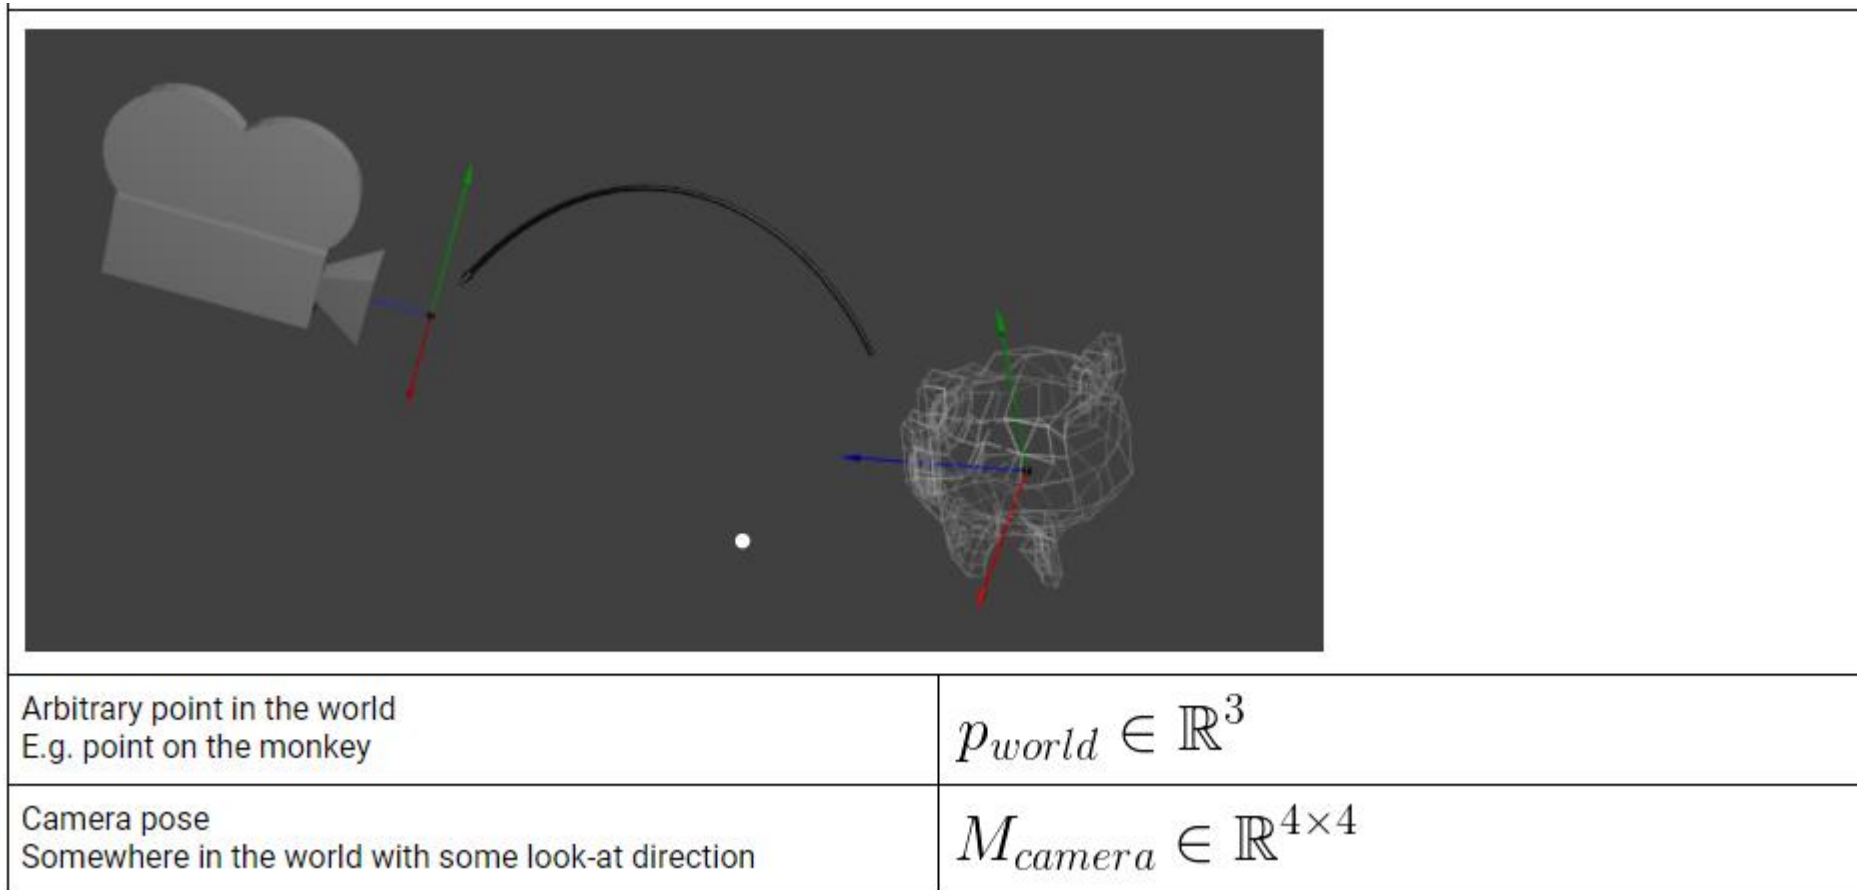 Arbitrary point in the world
E.g. point on the monkey
p_{world} ∈ ℝ^3
Camera pose
Somewhere in the world with some look-at direction
M_{camera} ∈ ℝ^{4×4}